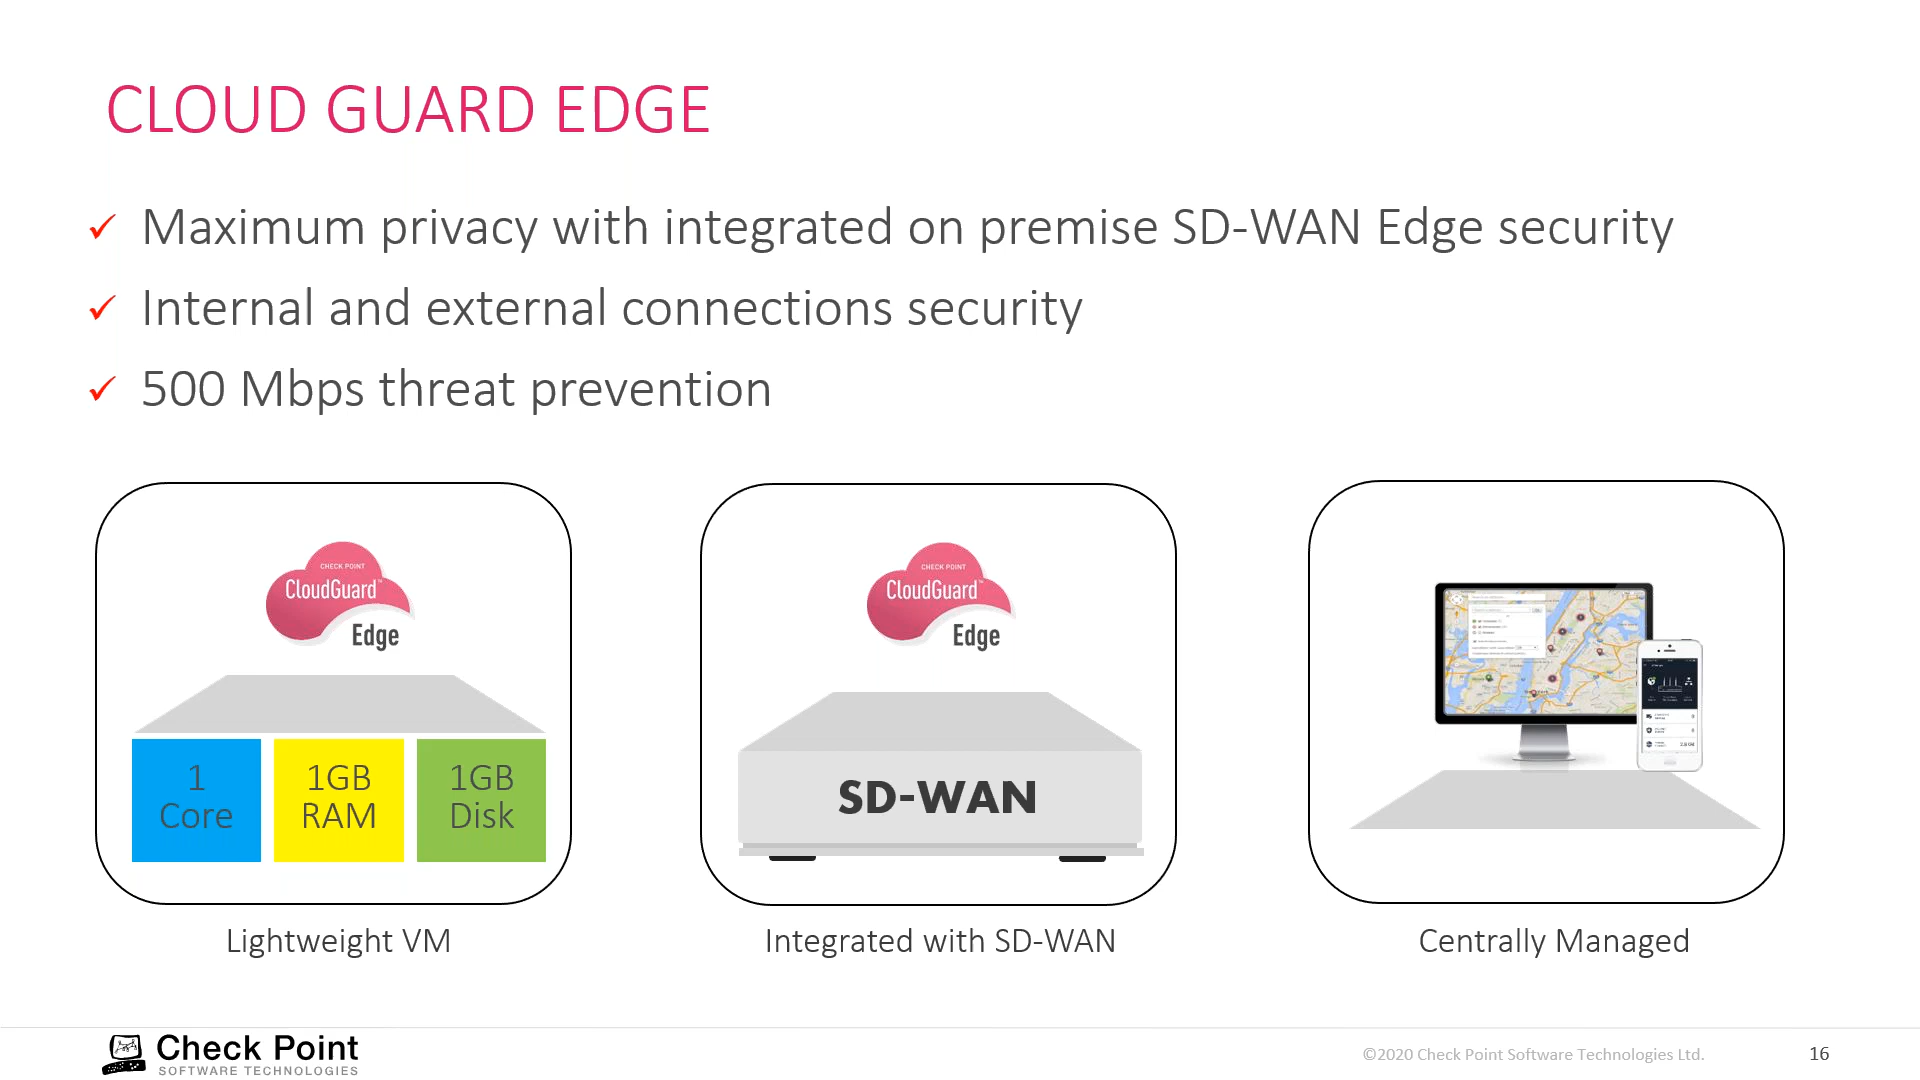 CLOUD GUARD EDGE
✓ Maximum privacy with integrated on premise SD-WAN Edge security
✓ Internal and external connections security
✓ 500 Mbps threat prevention
CHECK POINT
CloudGuard™
Edge
1
Core
1GB
RAM
1GB
Disk
Lightweight VM
CHECK POINT
CloudGuard™
Edge
SD-WAN
Integrated with SD-WAN
Centrally Managed
Check Point
SOFTWARE TECHNOLOGIES
©2020 Check Point Software Technologies Ltd.
16